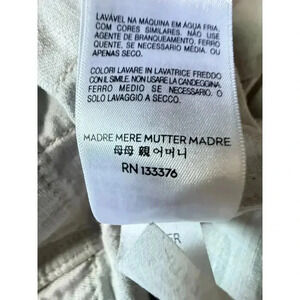 LAVÁVEL NA MÁQUINA EM ÁGUA FRIA,
COM CORES SIMILARES. NÃO USE
AGENTE DE BRANQUEAMENTO. FERRO
QUENTE, SE NECESSÁRIO MÉDIA, OU
APENAS SECO.
COLORI LAVARE IN LAVATRICE FREDDO
CON IL SIMILE. NON USARE LA CANDEGGINA.
FERRO MEDIO SE È NECESSARIO. O
SOLO LAVAGGIO A SECCO.
MADRE MERE MUTTER MADRE
母母 親 어머니
RN 133376
ER